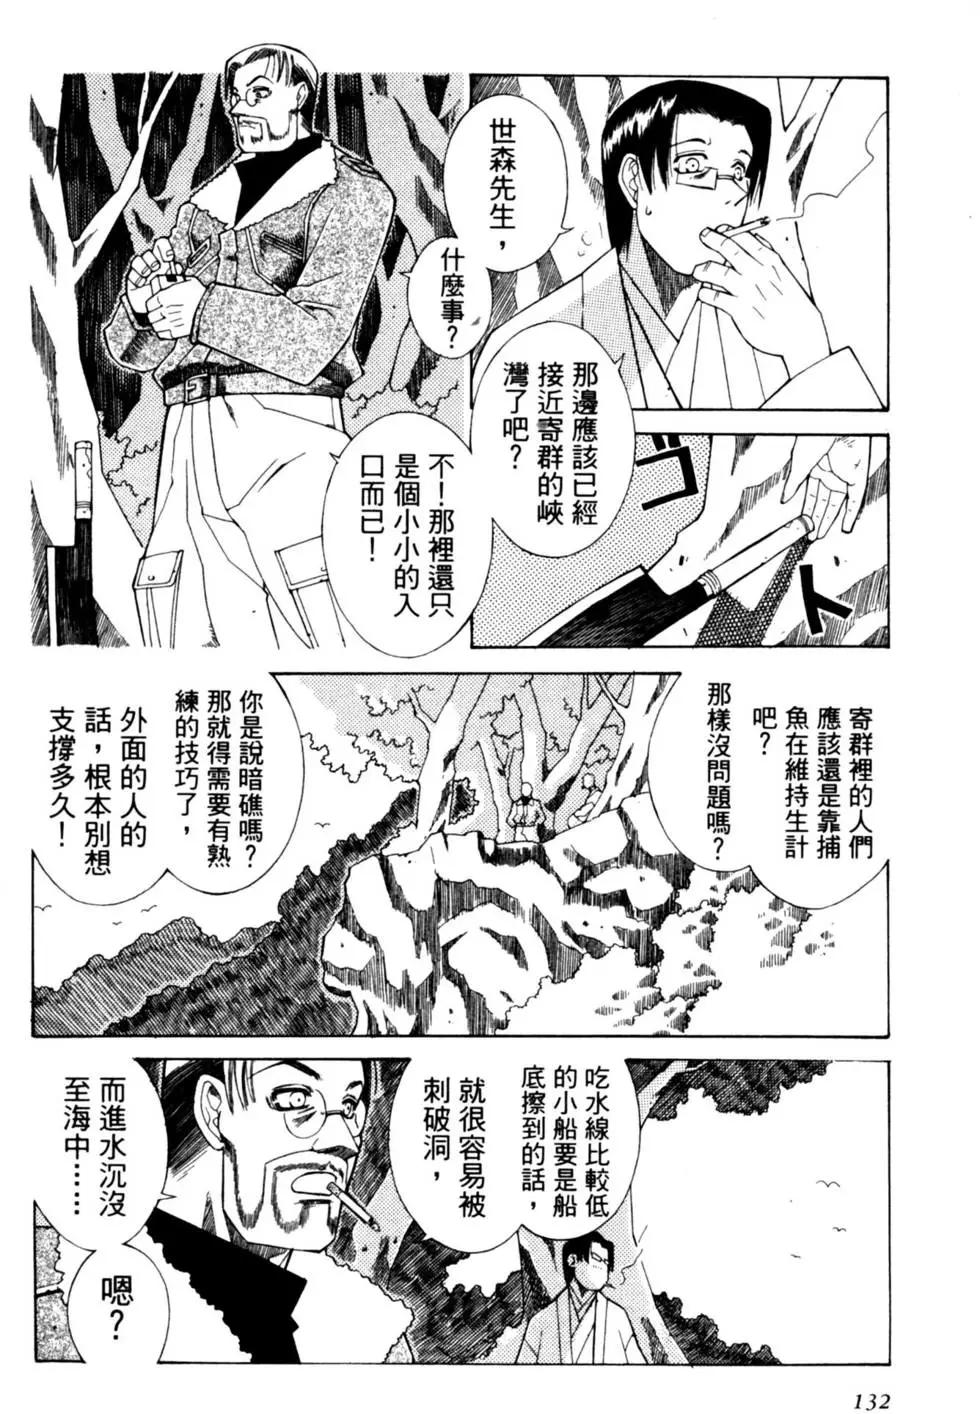 世森先生，
什麼事？
那邊應該已經
接近寄群的峽
灣了吧？
不！那裡還只
是個小小的入
口而已！
ゴ
ト
寄群裡的人們
應該還是靠捕
魚在維持生計
吧？
那樣沒問題嗎？
你是說暗礁嗎？
那就得需要有熟
練的技巧了，
外面的人的
話，根本別想
支撐多久！
吃水線比較低
的小船要是船
底擦到的話，
就很容易被
刺破洞，
而進水沉沒
至海中……
嗯？
132